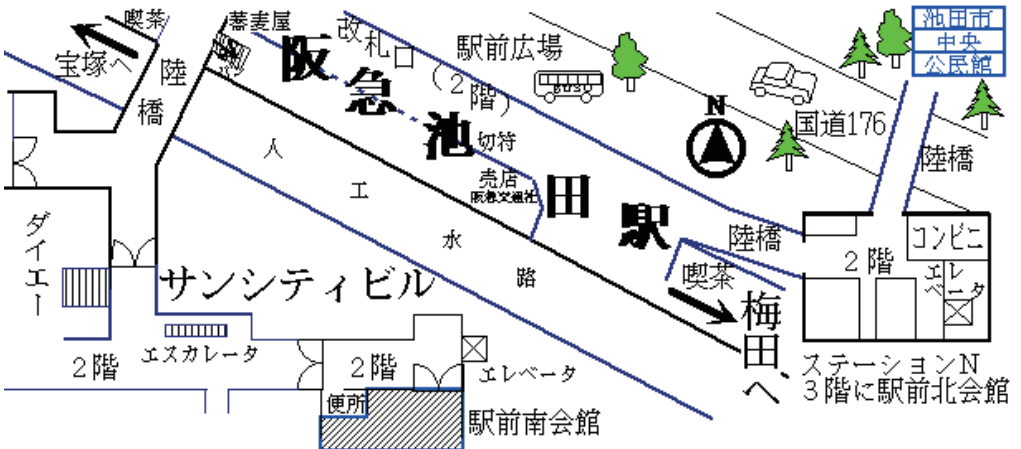 喫茶
宝塚へ
陸橋
蕎麦屋
阪急池田駅
改札口
(2階)
駅前広場
BUSU
N
国道176
池田市
中央
公民館
陸橋
切符
売店
阪急交通社
人工水路
陸橋
喫茶
梅田へ
2階
コンビニ
エレベータ
ステーションN
3階に駅前北会館
ダイエー
サンシティビル
エスカレータ
2階
2階
エレベータ
便所
駅前南会館